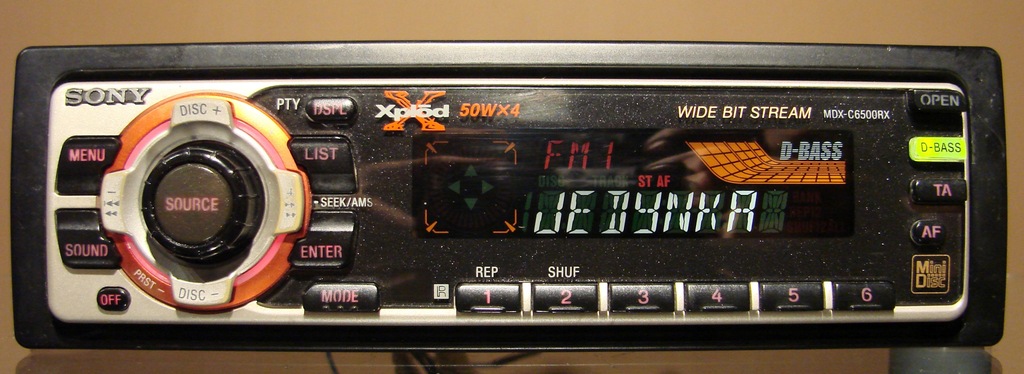 SONY
DISC +
PTY
DSPL
Xplod
50W×4
WIDE BIT STREAM
MDX-C6500RX
OPEN
MENU
LIST
FM1
D-BASS
D-BASS
DISC
ST AF
SOURCE
SEEK/AMS
JEDYNKA
TA
SOUND
ENTER
AF
PRST -
DISC -
OFF
MODE
REP
SHUF
R
1
2
3
4
5
6
Mini
Disc